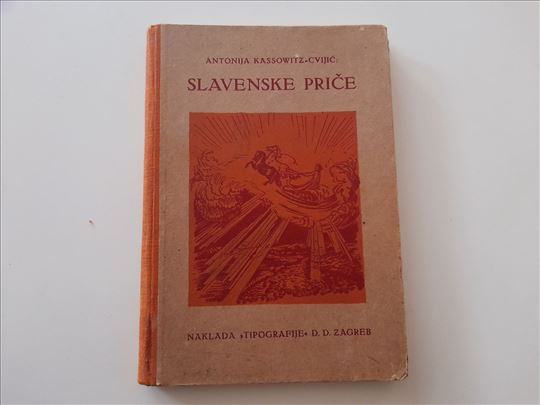 ANTONIJA KASSOWITZ-CVIJIĆ:
SLAVENSKE PRIČE
NAKLADA »TIPOGRAFIJE« D. D. ZAGREB